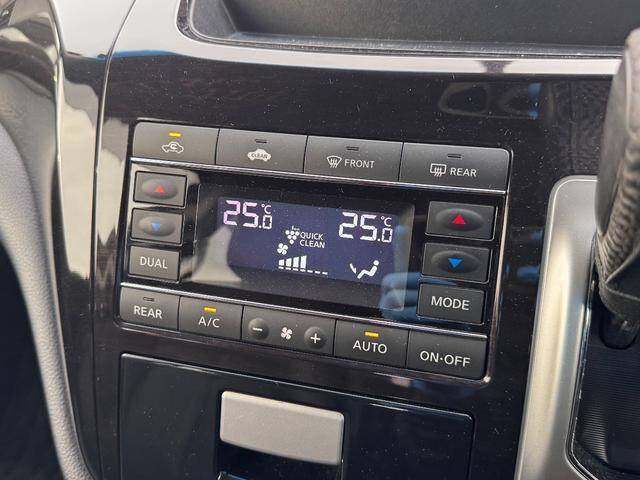 CLEAN
FRONT
REAR
25.0°C
25.0°C
QUICK
CLEAN
DUAL
MODE
REAR
A/C
− +
AUTO
ON·OFF